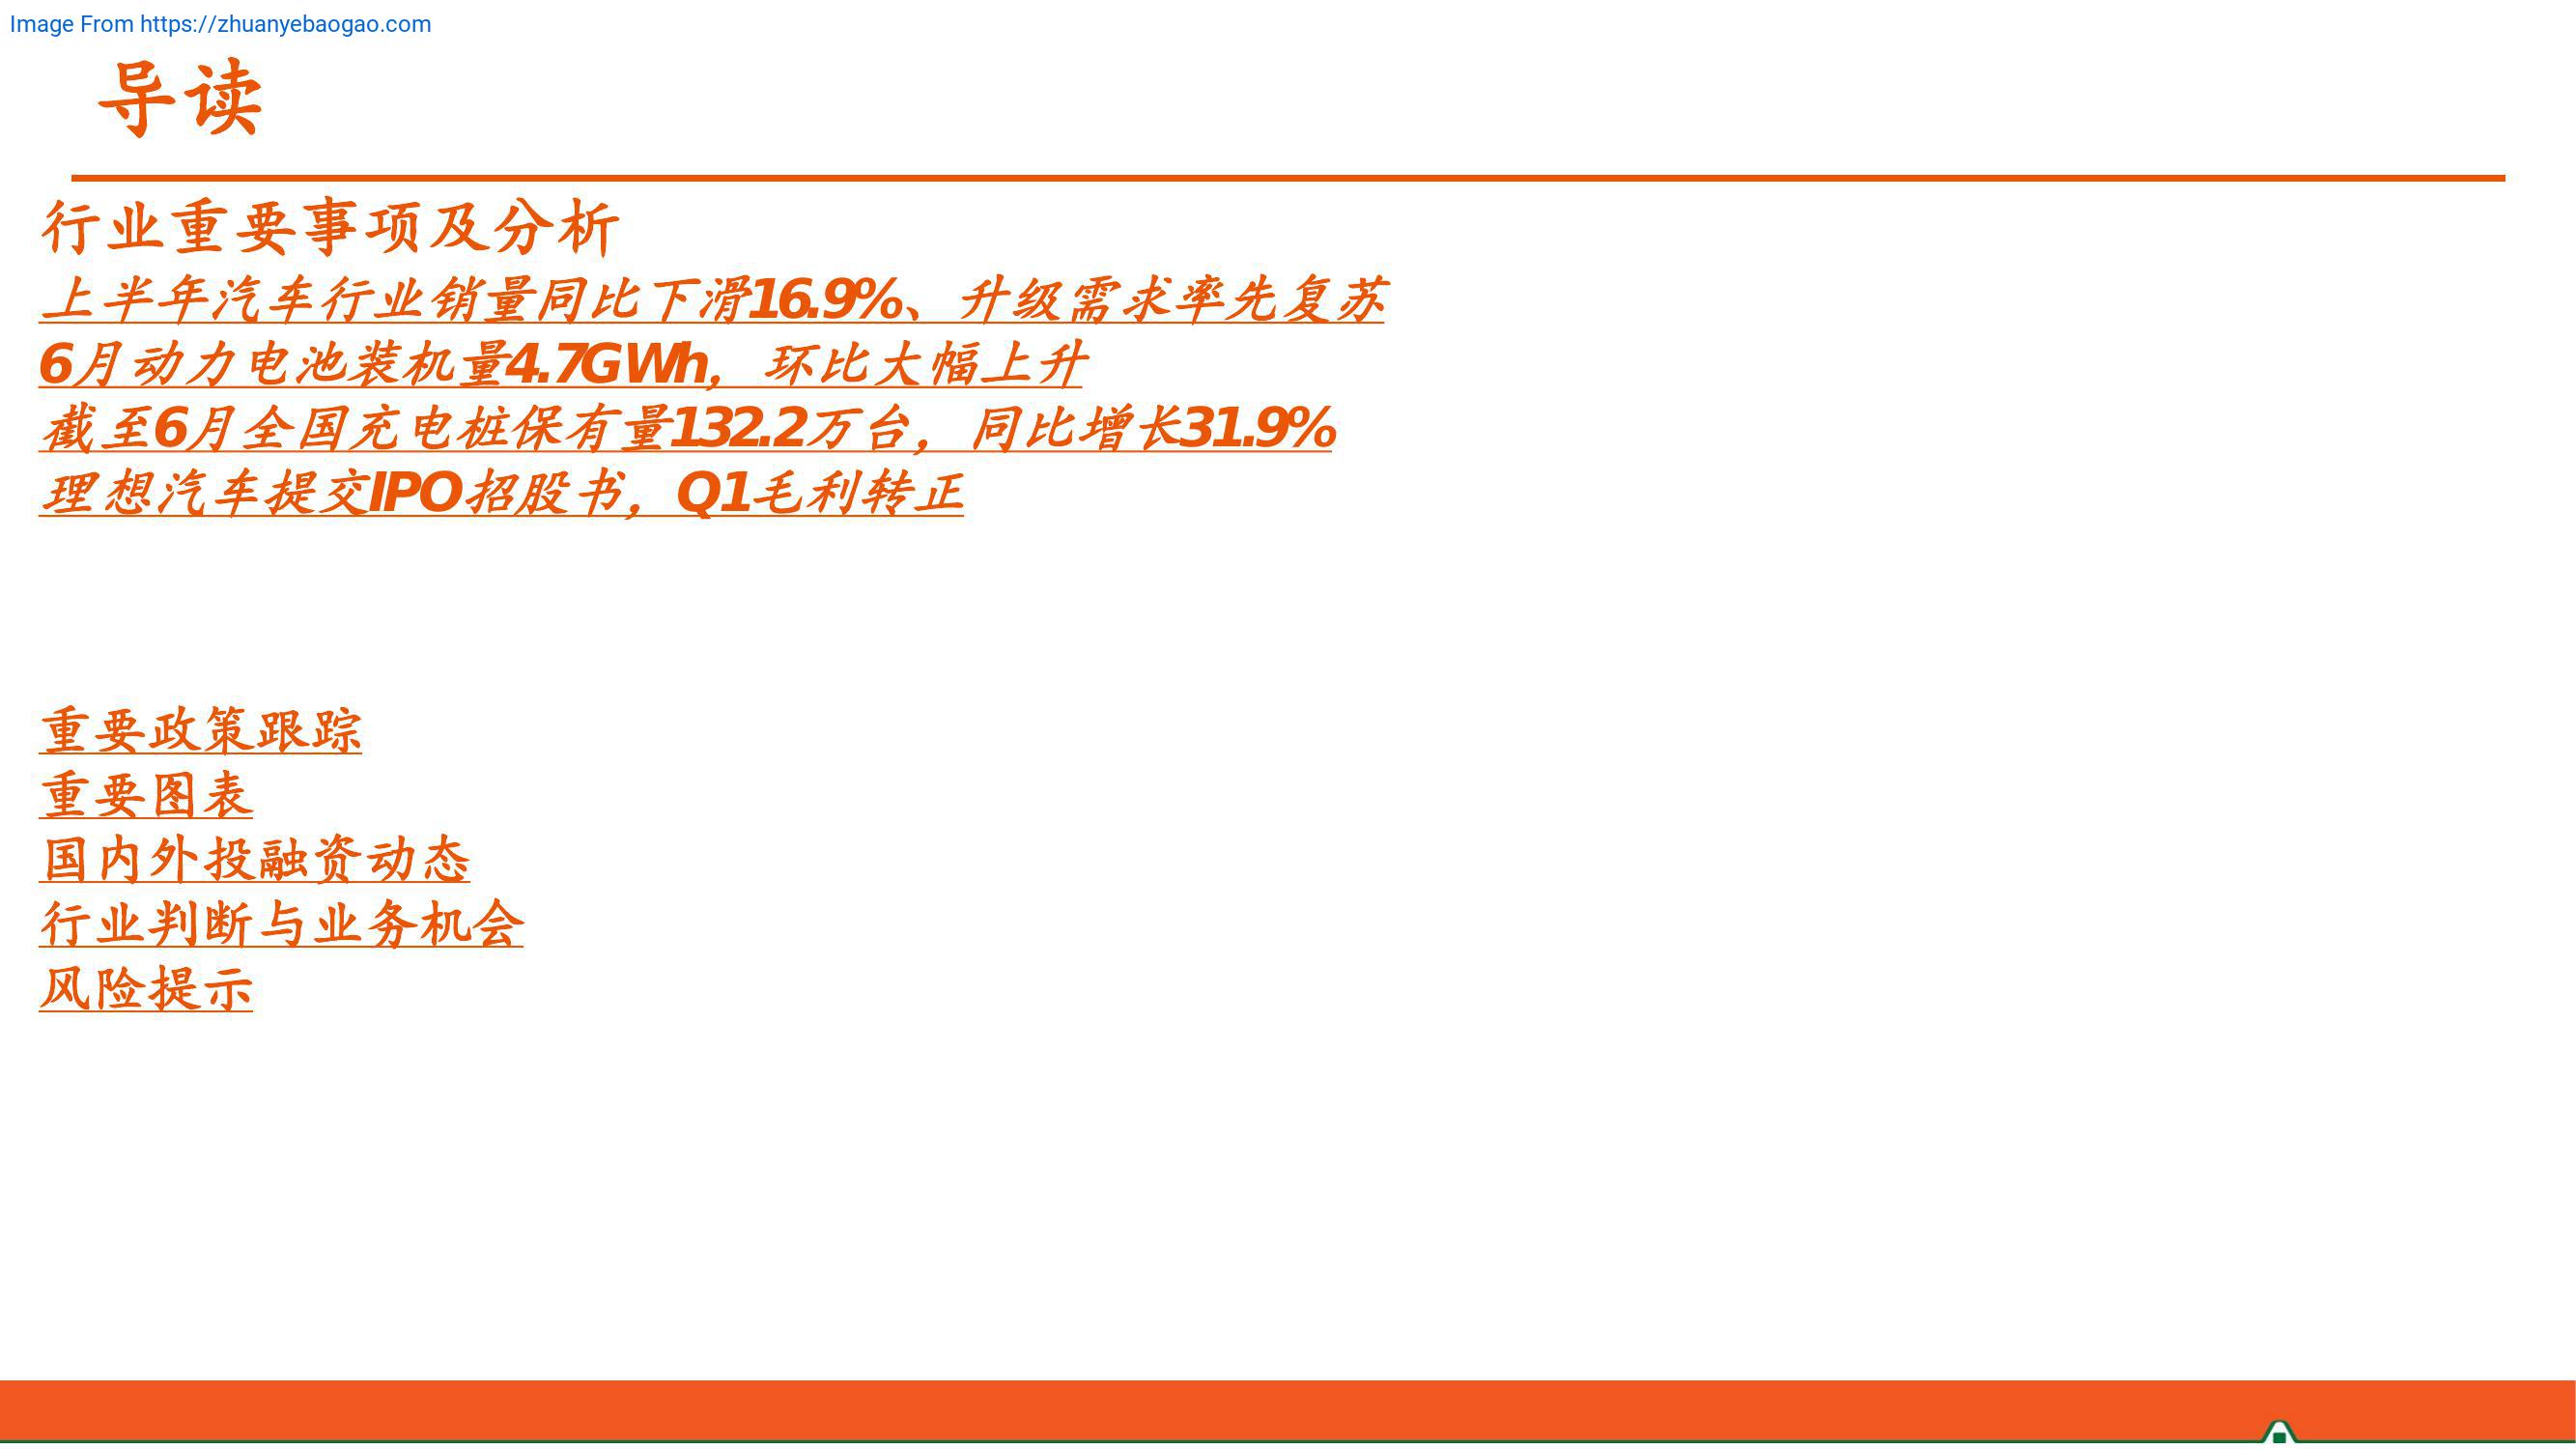 Image From https://zhuanyebaogao.com
导读
行业重要事项及分析
上半年汽车行业销量同比下滑16.9%、升级需求率先复苏
6月动力电池装机量4.7GWh，环比大幅上升
截至6月全国充电桩保有量132.2万台，同比增长31.9%
理想汽车提交IPO招股书，Q1毛利转正
重要政策跟踪
重要图表
国内外投融资动态
行业判断与业务机会
风险提示